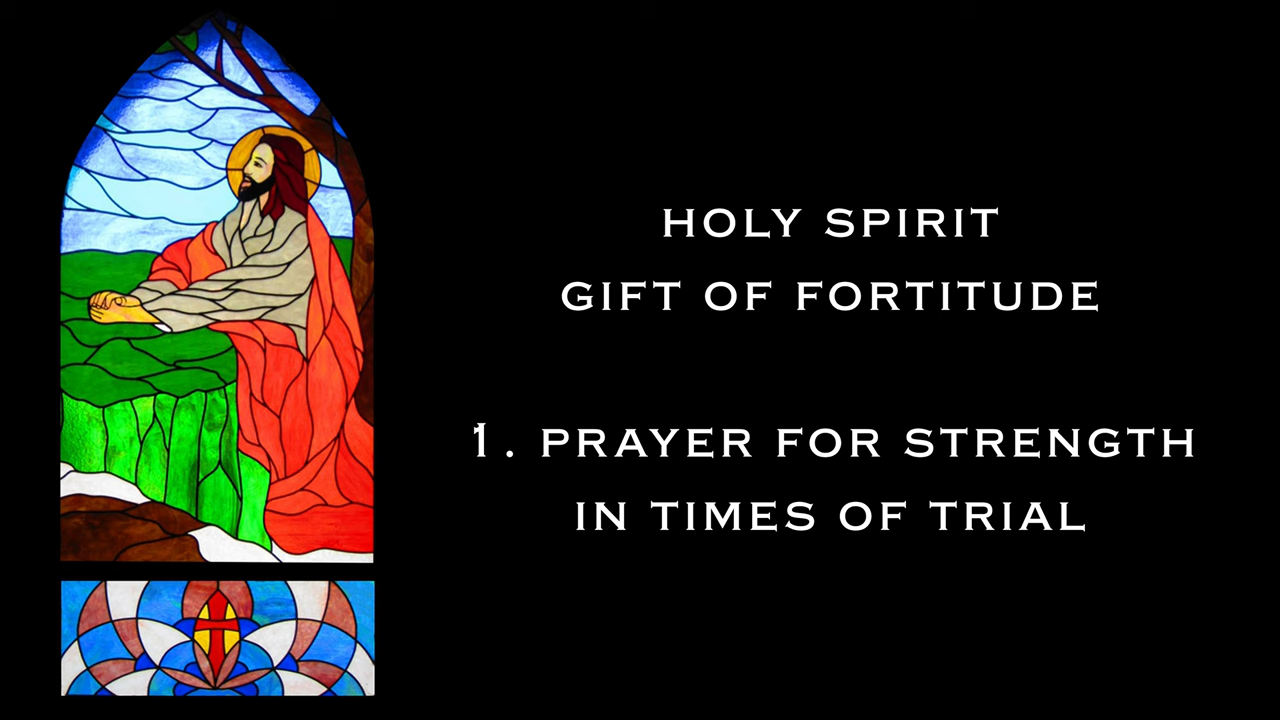 HOLY SPIRIT
GIFT OF FORTITUDE
1. PRAYER FOR STRENGTH
IN TIMES OF TRIAL